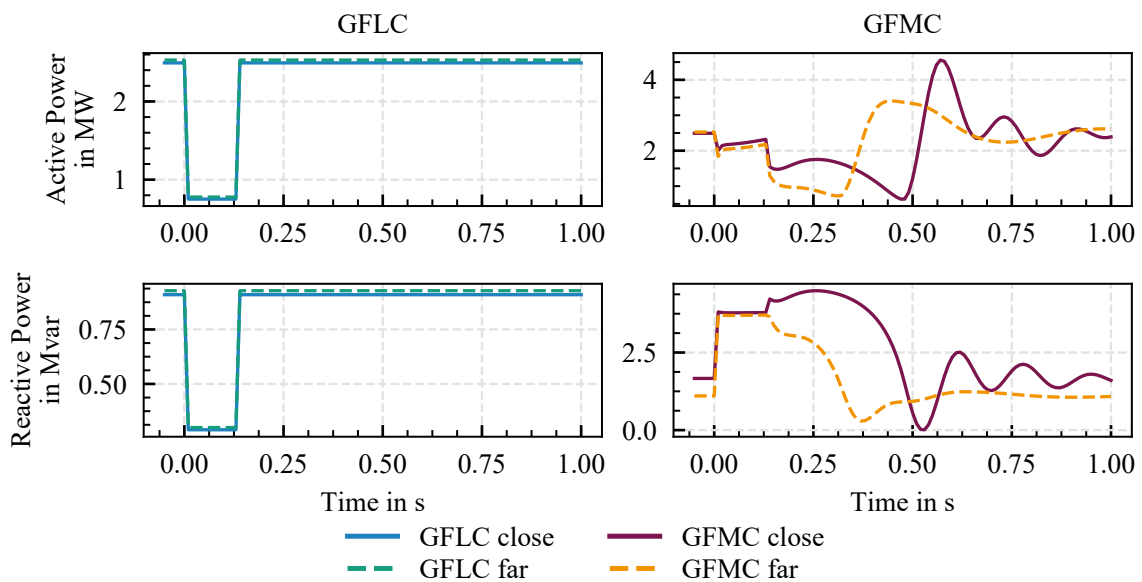 GFLC
GFMC
Active Power
in MW
2
1
0.00 0.25 0.50 0.75 1.00
4
2
0.00 0.25 0.50 0.75 1.00
Reactive Power
in Mvar
0.75
0.50
0.00 0.25 0.50 0.75 1.00
Time in s
2.5
0.0
0.00 0.25 0.50 0.75 1.00
Time in s
GFLC close
GFLC far
GFMC close
GFMC far